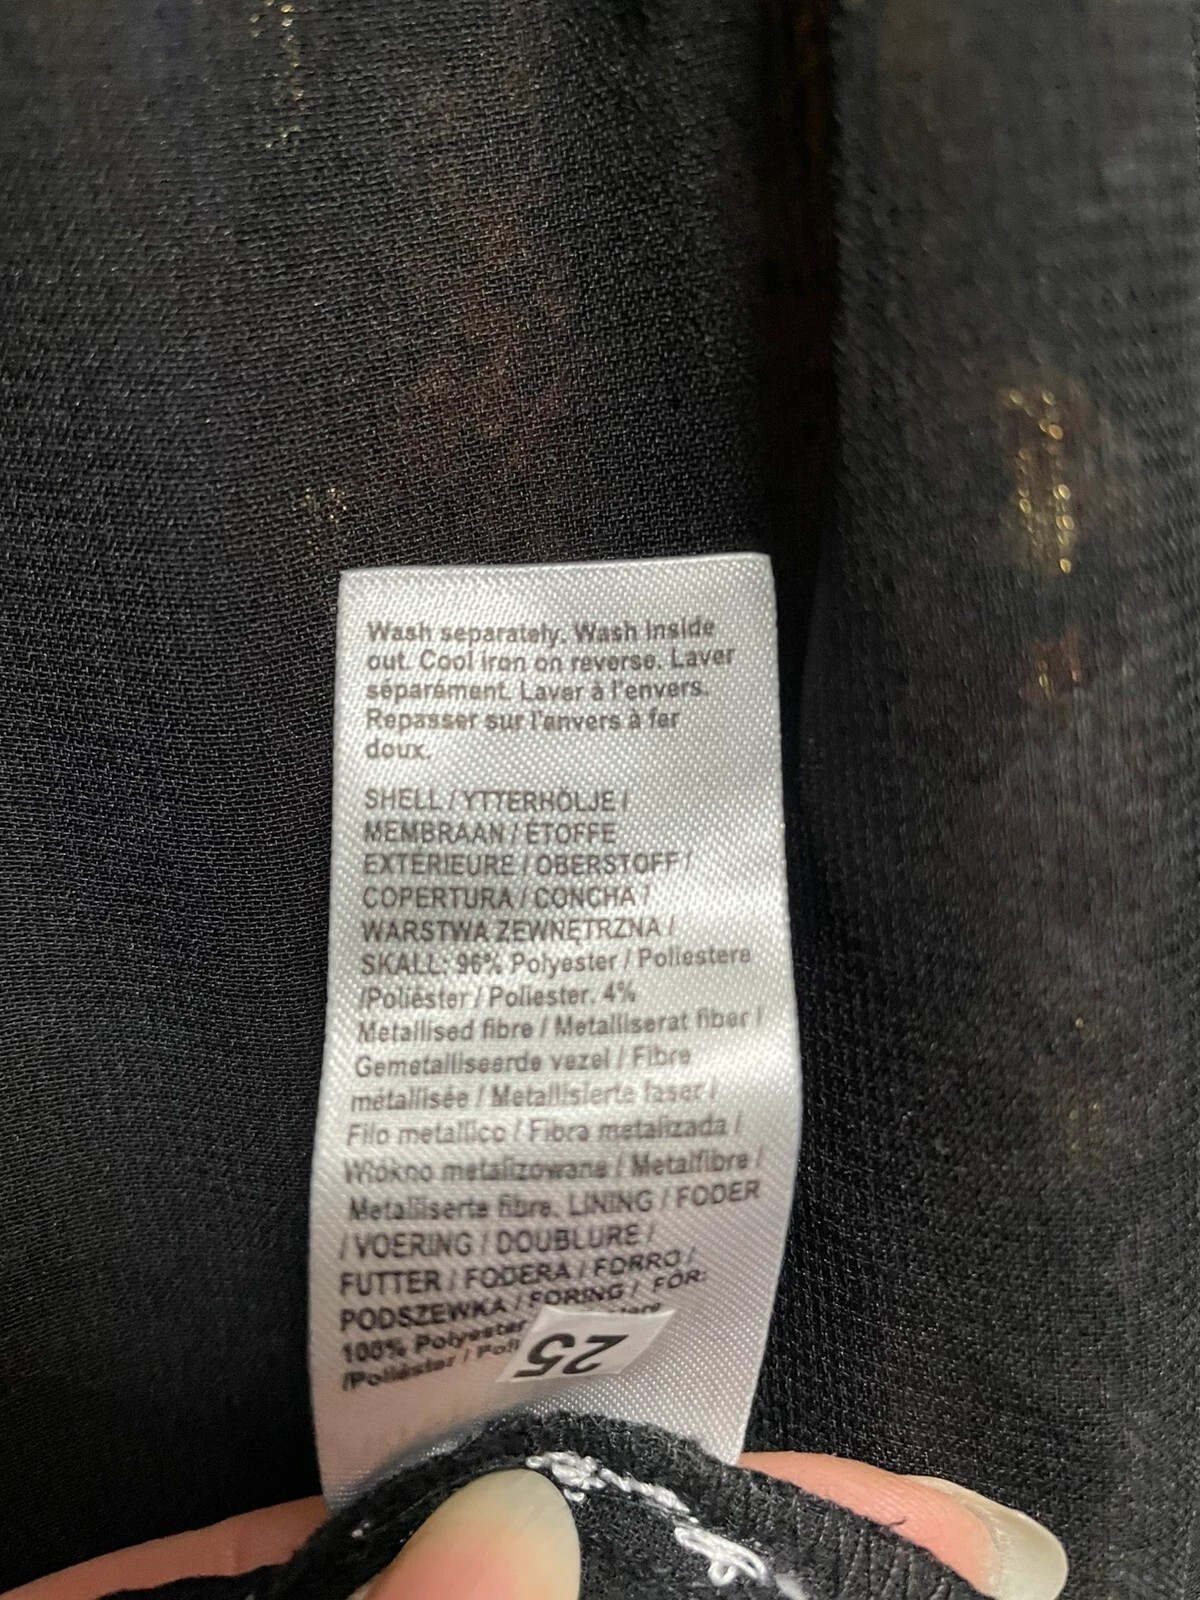 Wash separately. Wash inside
out. Cool iron on reverse. Laver
séparément. Laver à l'envers.
Repasser sur l'envers à fer
doux.
SHELL / YTTERHÖLJE /
MEMBRAAN / ÉTOFFE
EXTÉRIEURE / OBERSTOFF /
COPERTURA / CONCHA /
WARSTWA ZEWNĘTRZNA /
SKALL: 96% Polyester / Poliestere
/Poliéster / Poliester. 4%
Metallised fibre / Metalliserat fiber /
Gemetalliseerde vezel / Fibre
métallisée / Metallisierte faser /
Filo metallico / Fibra metalizada /
Włókno metalizowane / Metalfibre /
Metalliserte fibre. LINING / FODER
/ VOERING / DOUBLURE /
FUTTER / FODERA / FORRO /
PODSZEWKA / FORING / FÓR:
100% Polyester
/Poliéster /
25